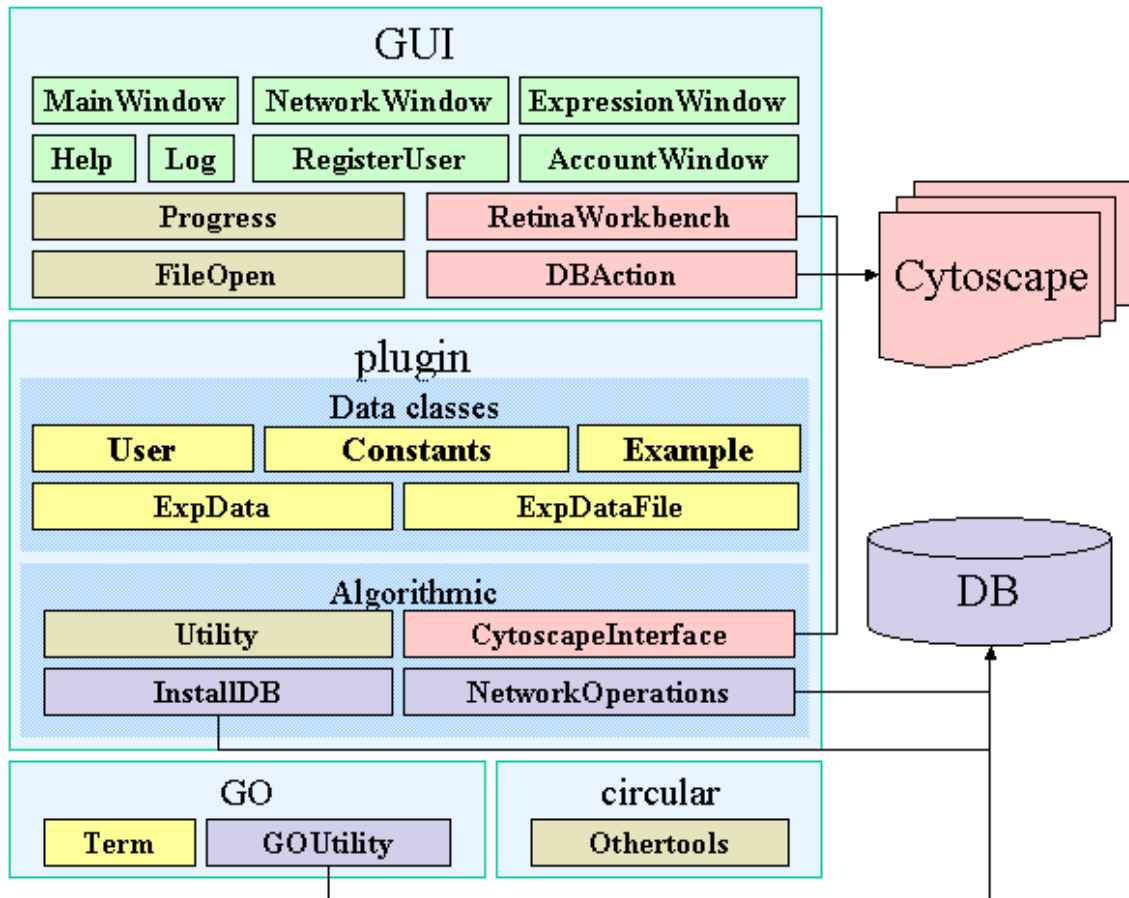 GUI
MainWindow NetworkWindow ExpressionWindow
Help Log RegisterUser AccountWindow
Progress RetinaWorkbench
FileOpen DBAction
Cytoscape
plugin
Data classes
User Constants Example
ExpData ExpDataFile
Algorithmic
Utility CytoscapeInterface
InstallDB NetworkOperations
DB
GO
Term GOUtility
circular
Othertools